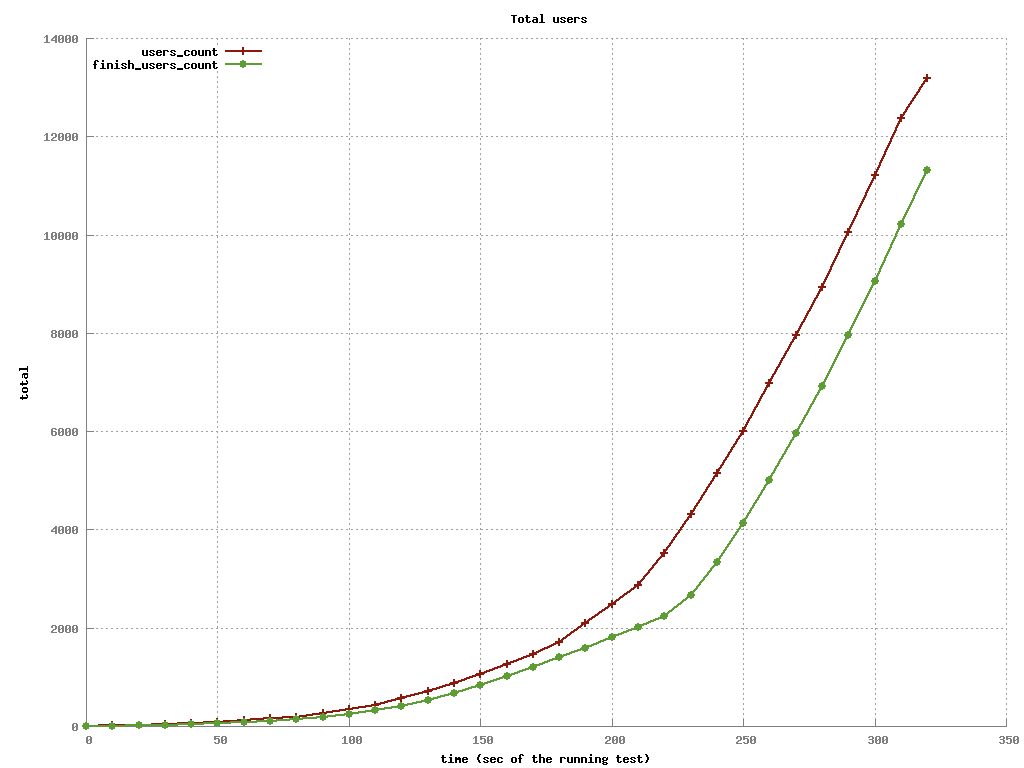 Total users
users_count
finish_users_count
14000
12000
10000
8000
6000
4000
2000
0
total
0 50 100 150 200 250 300 350
time (sec of the running test)